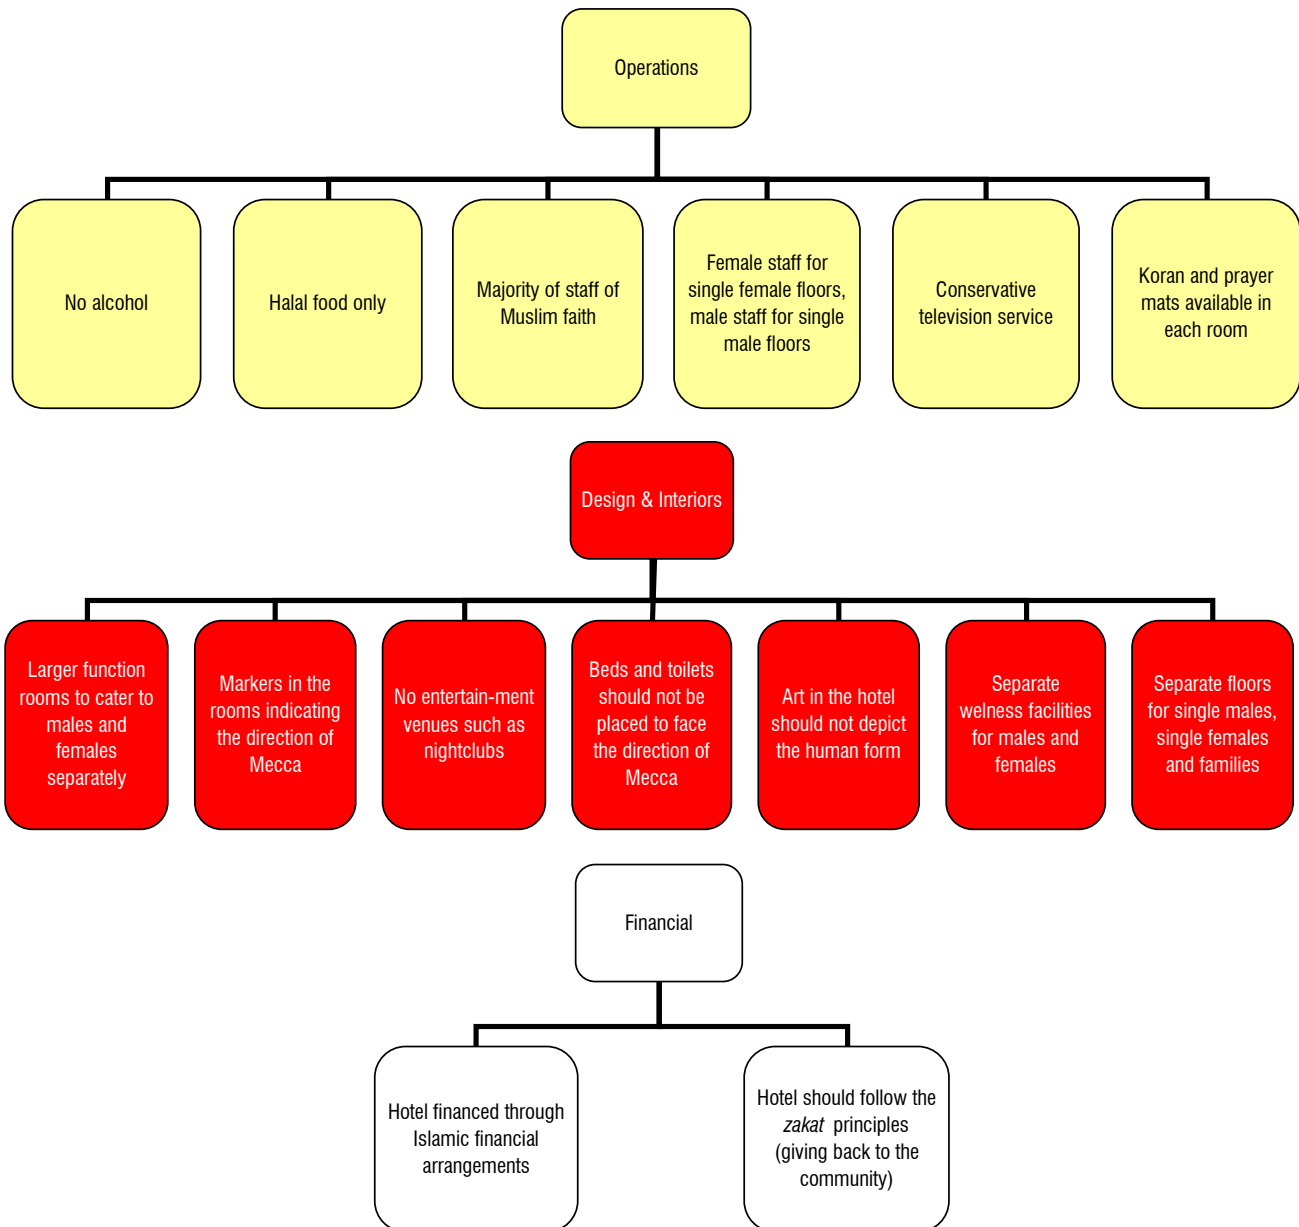 Operations
No alcohol
Halal food only
Majority of staff of
Muslim faith
Female staff for
single female floors,
male staff for single
male floors
Conservative
television service
Koran and prayer
mats available in
each room
Design & Interiors
Larger function
rooms to cater to
males and
females
separately
Markers in the
rooms indicating
the direction of
Mecca
No entertain-ment
venues such as
nightclubs
Beds and toilets
should not be
placed to face
the direction of
Mecca
Art in the hotel
should not depict
the human form
Separate
welness facilities
for males and
females
Separate floors
for single males,
single females
and families
Financial
Hotel financed through
Islamic financial
arrangements
Hotel should follow the
zakat principles
(giving back to the
community)